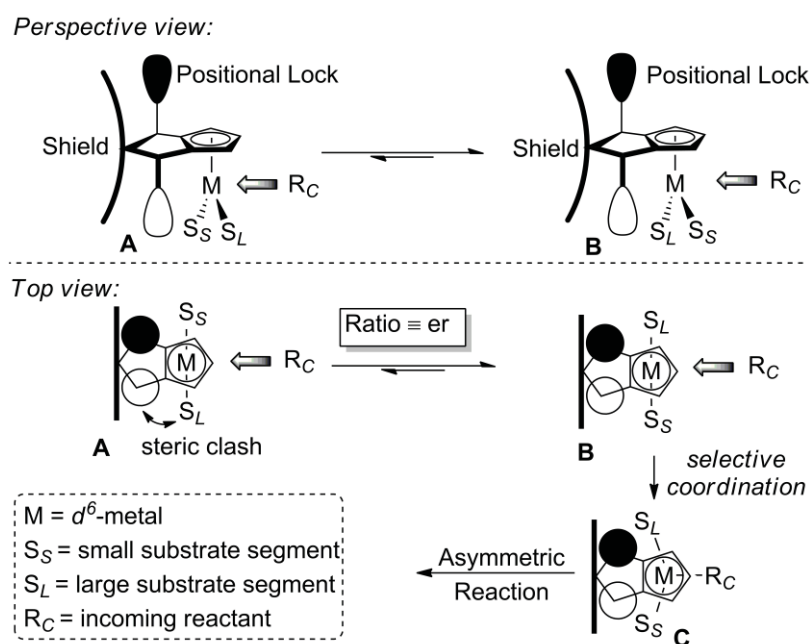 Perspective view:
Positional Lock
Positional Lock
Shield
Shield
M
R_C
M
R_C
S_S
S_L
S_L
S_S
A
B
Top view:
S_S
M
R_C
S_L
A
steric clash
Ratio ≡ er
S_L
M
R_C
S_S
B
selective
coordination
M = d⁶-metal
S_S = small substrate segment
S_L = large substrate segment
R_C = incoming reactant
Asymmetric
Reaction
S_L
M
R_C
S_S
C